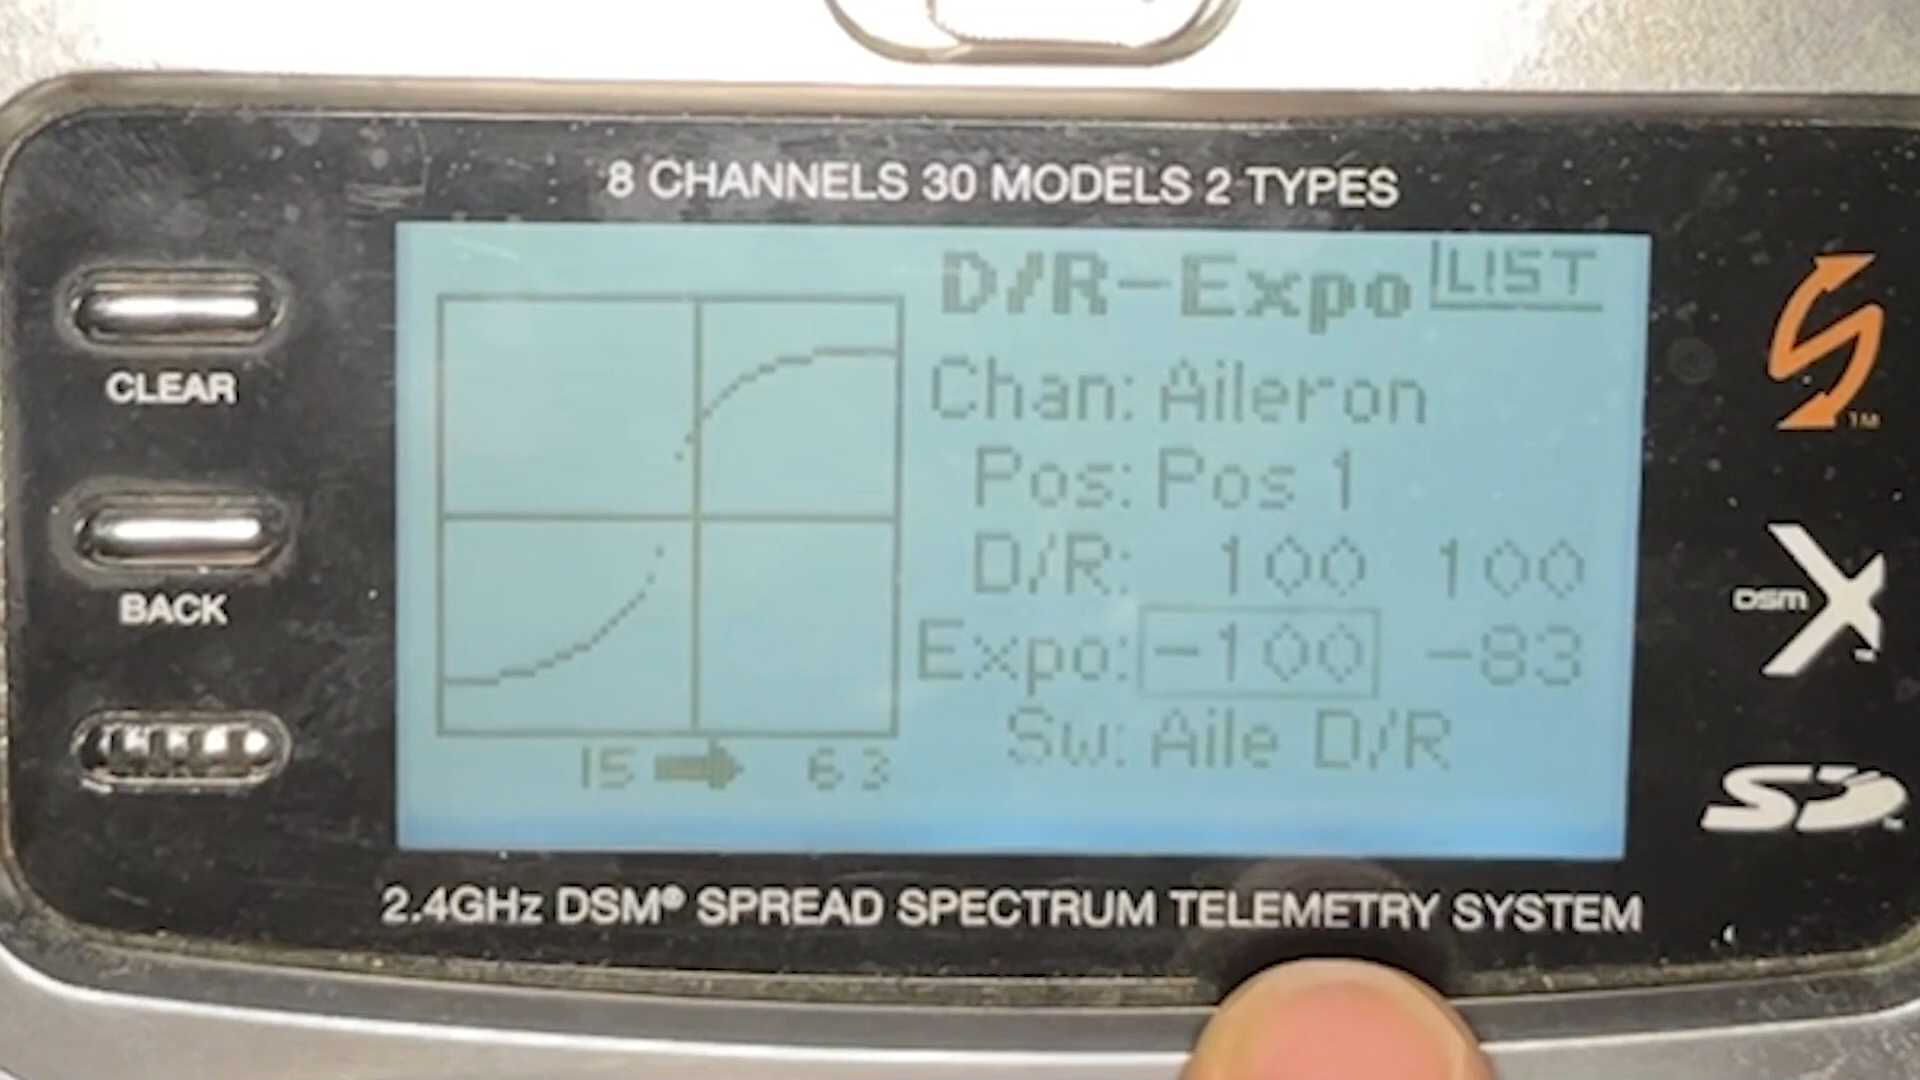 8 CHANNELS 30 MODELS 2 TYPES
D/R-Expo LIST
Chan: Aileron
Pos: Pos 1
D/R: 100 100
Expo: -100 -83
Sw: Aile D/R
15 63
CLEAR
BACK
TM
DSM X
SD
2.4GHz DSM® SPREAD SPECTRUM TELEMETRY SYSTEM